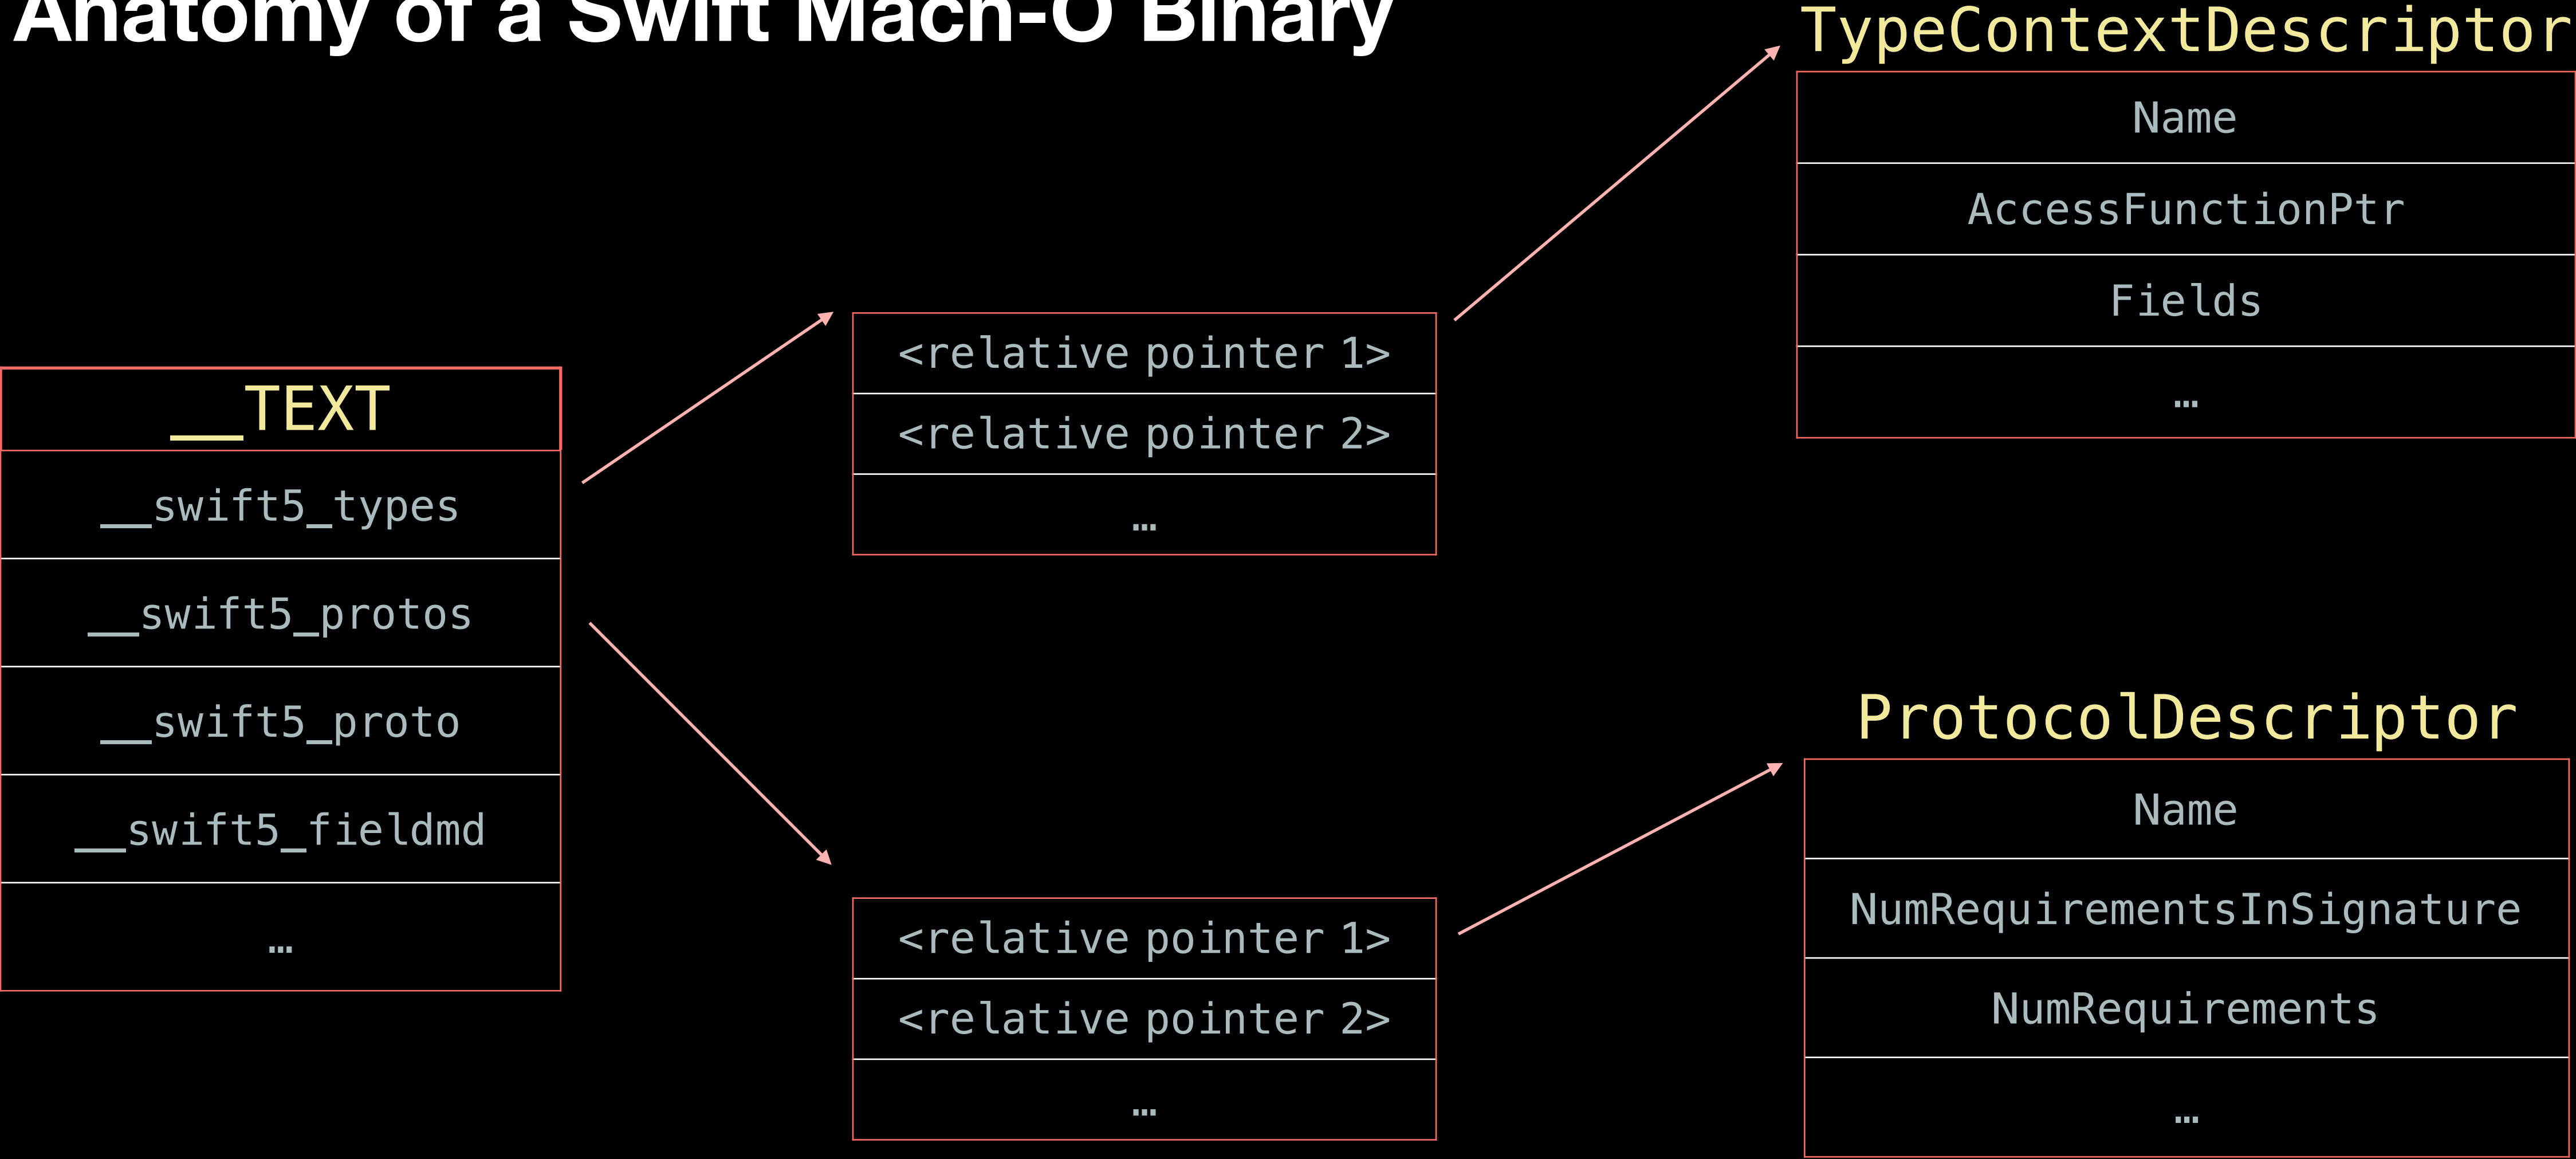 Anatomy of a Swift Mach-O Binary
__TEXT
__swift5_types
__swift5_protos
__swift5_proto
__swift5_fieldmd
…
<relative pointer 1>
<relative pointer 2>
…
<relative pointer 1>
<relative pointer 2>
…
TypeContextDescriptor
Name
AccessFunctionPtr
Fields
…
ProtocolDescriptor
Name
NumRequirementsInSignature
NumRequirements
…